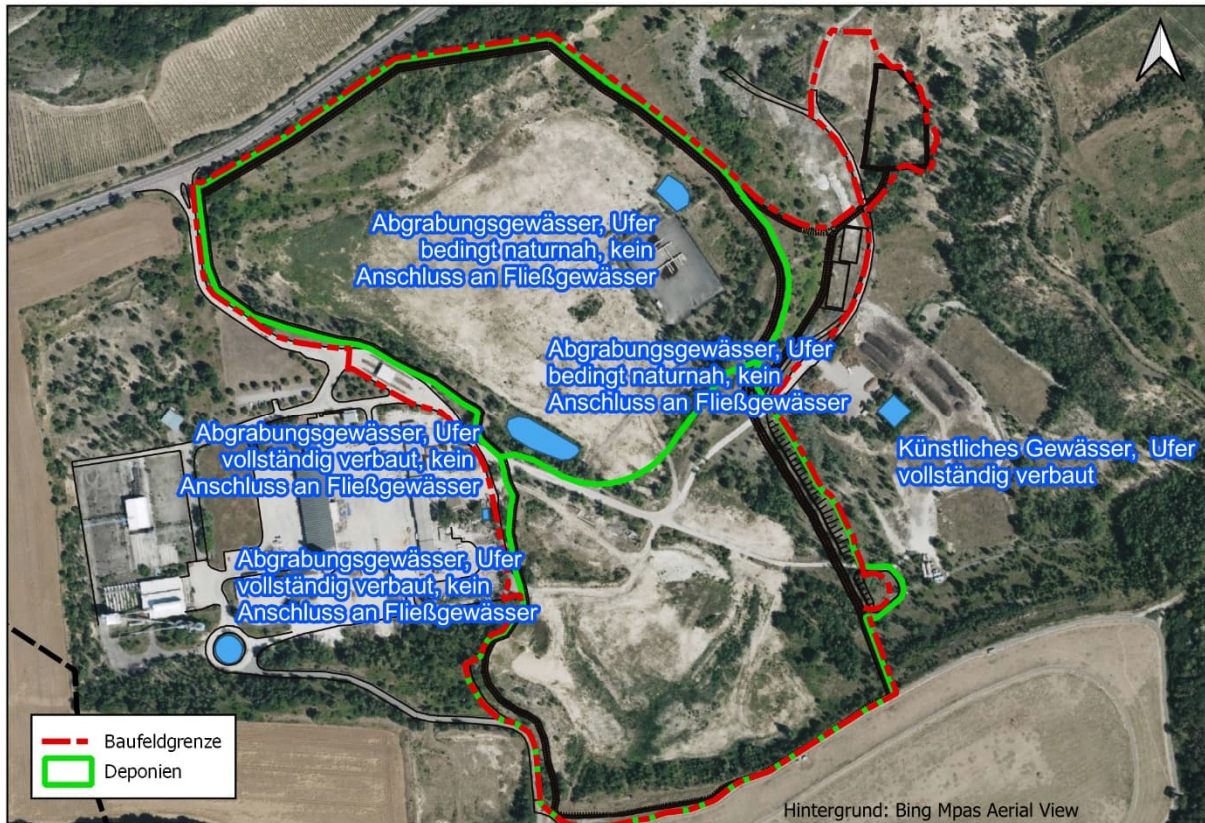 Abgrabungsgewässer, Ufer
bedingt naturnah, kein
Anschluss an Fließgewässer
Abgrabungsgewässer, Ufer
bedingt naturnah, kein
Anschluss an Fließgewässer
Abgrabungsgewässer, Ufer
vollständig verbaut, kein
Anschluss an Fließgewässer
Künstliches Gewässer, Ufer
vollständig verbaut
Abgrabungsgewässer, Ufer
vollständig verbaut, kein
Anschluss an Fließgewässer
Baufeldgrenze
Deponien
Hintergrund: Bing Mpas Aerial View